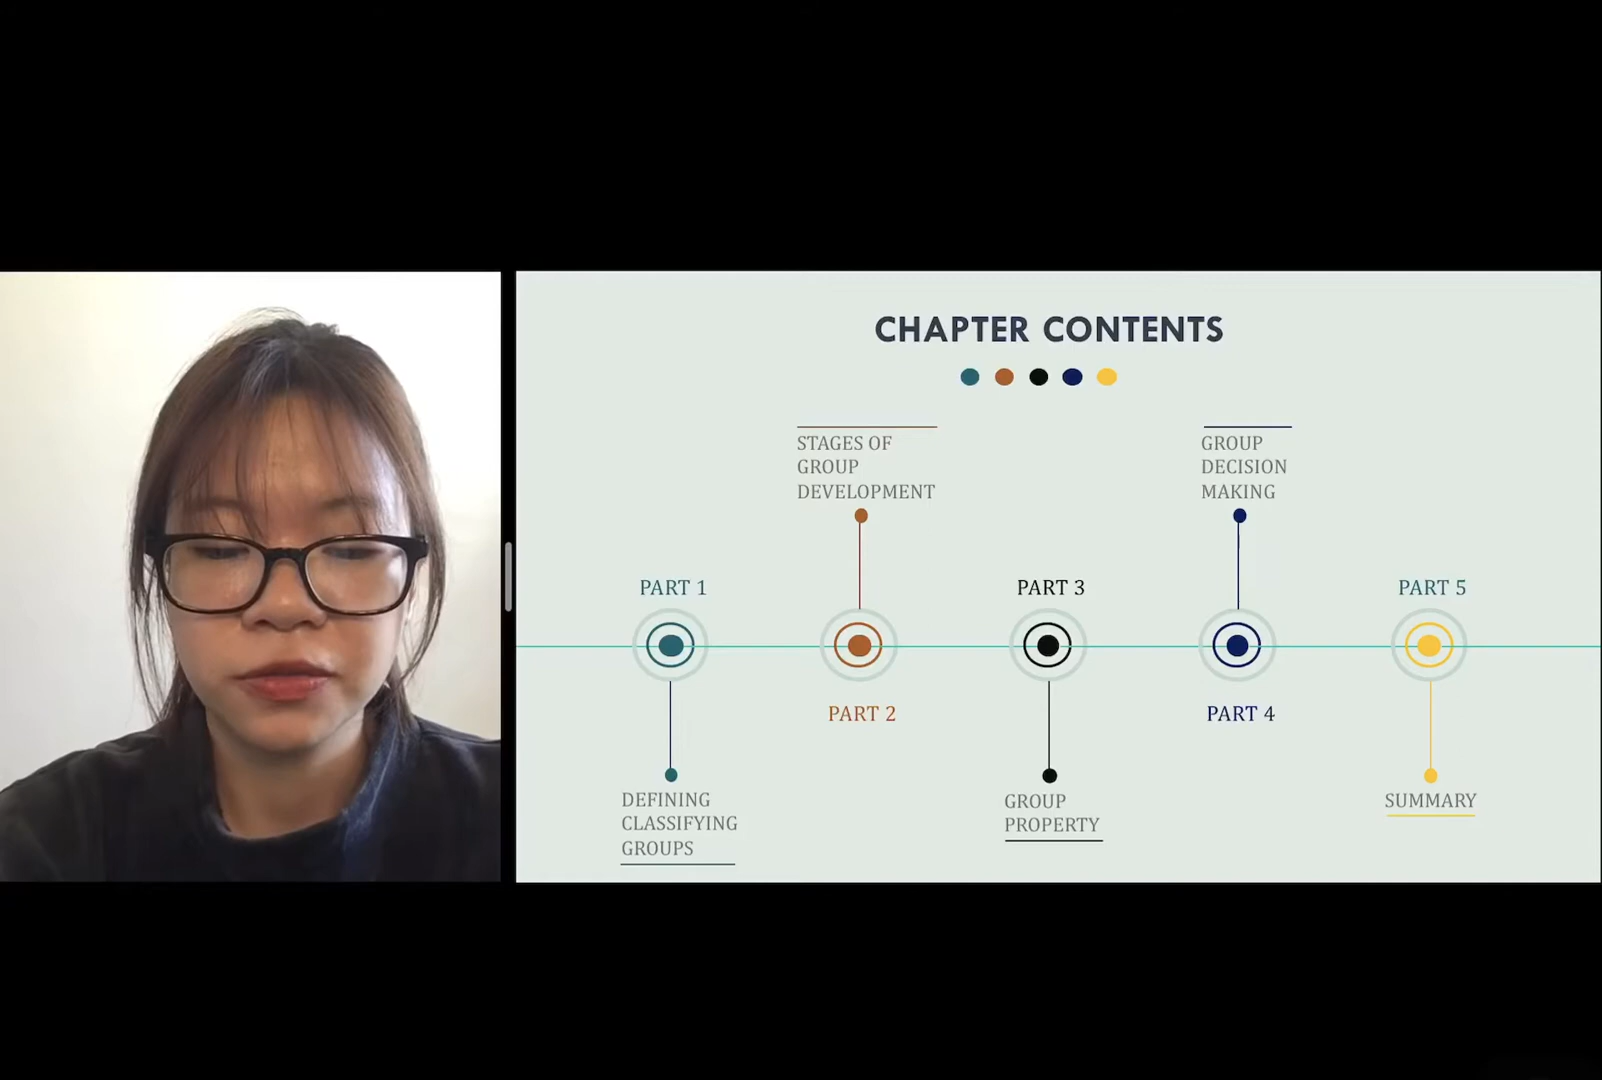 CHAPTER CONTENTS
STAGES OF
GROUP
DEVELOPMENT
GROUP
DECISION
MAKING
PART 1
PART 3
PART 5
PART 2
PART 4
DEFINING
CLASSIFYING
GROUPS
GROUP
PROPERTY
SUMMARY